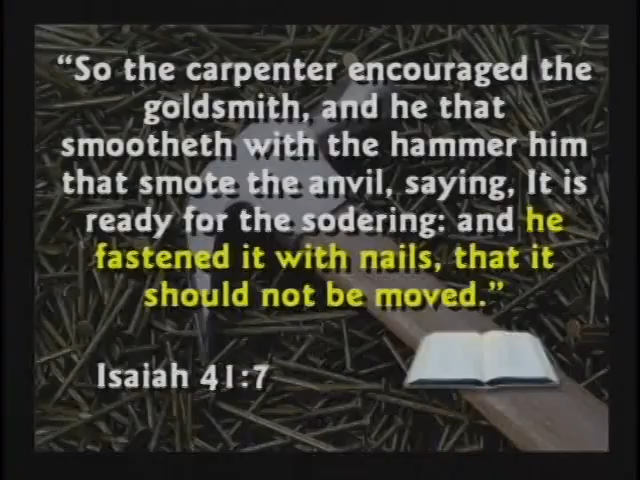 “So the carpenter encouraged the
goldsmith, and he that
smootheth with the hammer him
that smote the anvil, saying, It is
ready for the sodering: and he
fastened it with nails, that it
should not be moved.”
Isaiah 41:7